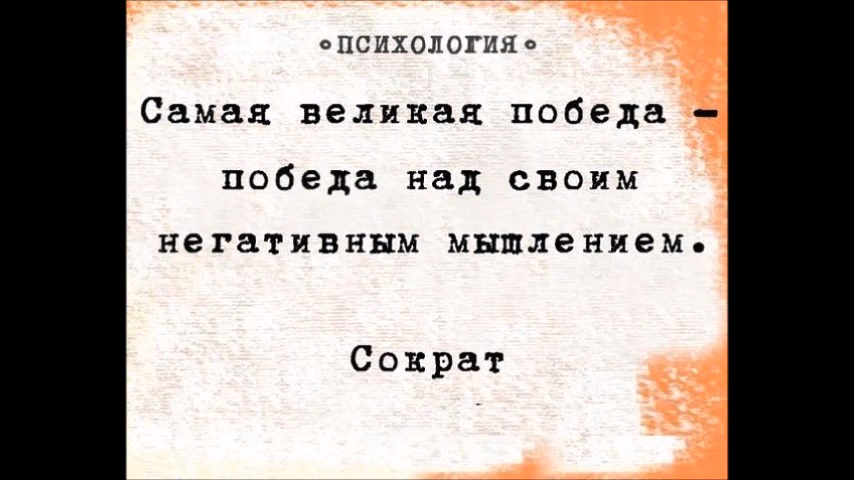 •ПСИХОЛОГИЯ•
Самая великая победа –
победа над своим
негативным мышлением.
Сократ